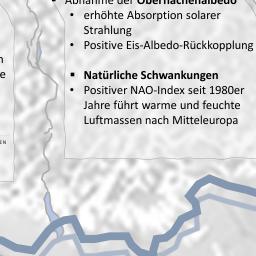 Abnahme der Oberflächenalbedo
• erhöhte Absorption solarer
Strahlung
• Positive Eis-Albedo-Rückkopplung
▪ Natürliche Schwankungen
• Positiver NAO-Index seit 1980er
Jahre führt warme und feuchte
Luftmassen nach Mitteleuropa